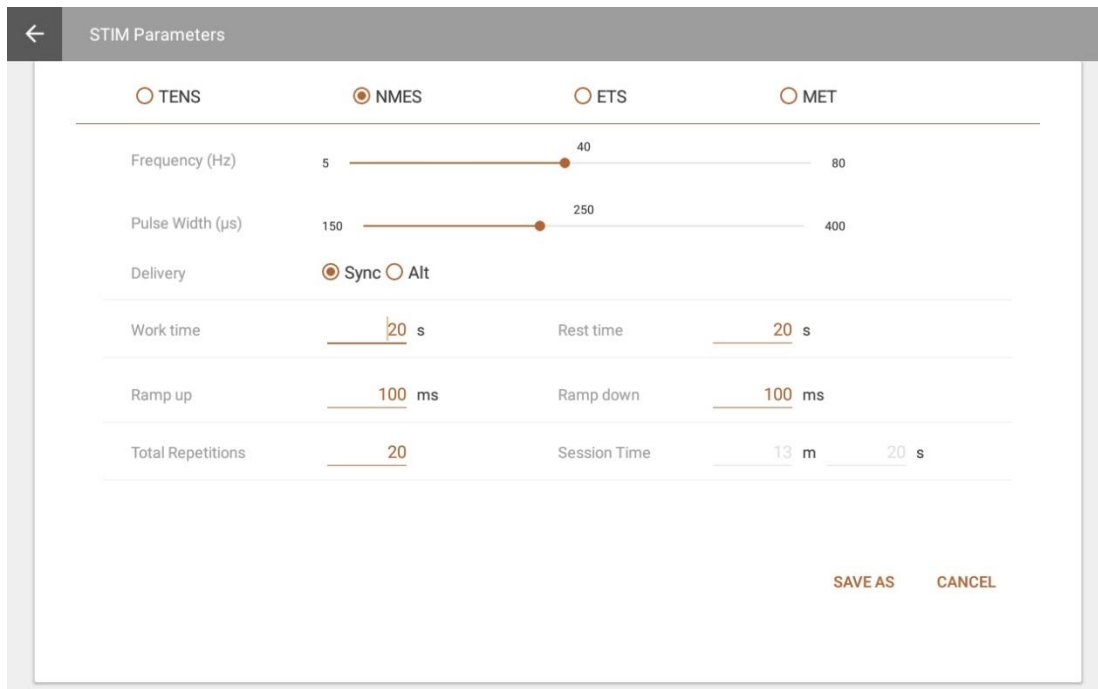 STIM Parameters
TENS NMES ETS MET
Frequency (Hz) 5 40 80
Pulse Width (µs) 150 250 400
Delivery Sync Alt
Work time 20 s Rest time 20 s
Ramp up 100 ms Ramp down 100 ms
Total Repetitions 20 Session Time 13 m 20 s
SAVE AS CANCEL